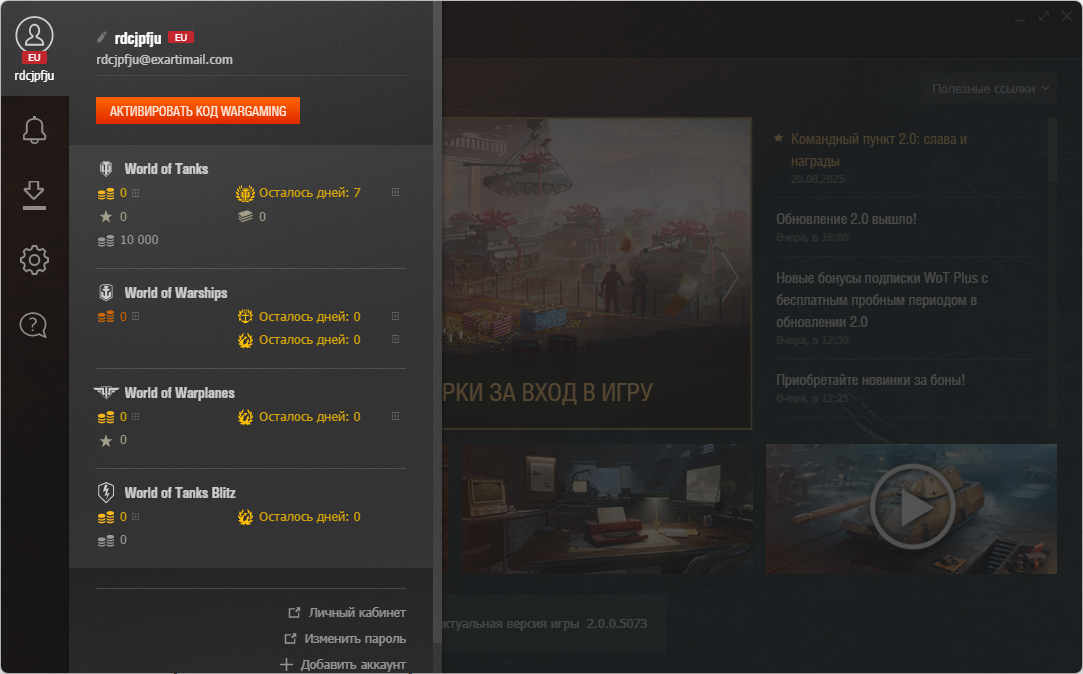 EU
rdcjpfju
rdcjpfju EU
rdcjpfju@exartimail.com
АКТИВИРОВАТЬ КОД WARGAMING
World of Tanks
0
Осталось дней: 7
0
0
10 000
World of Warships
0
Осталось дней: 0
Осталось дней: 0
World of Warplanes
0
Осталось дней: 0
0
World of Tanks Blitz
0
Осталось дней: 0
0
Личный кабинет
Изменить пароль
Добавить аккаунт
Полезные ссылки
Командный пункт 2.0: слава и
награды
20.08.2025
Обновление 2.0 вышло!
Вчера, в 16:00
Новые бонусы подписки WoT Plus с
бесплатным пробным периодом в
обновлении 2.0
Вчера, в 12:30
Приобретайте новинки за боны!
Вчера, в 12:25
РКИ ЗА ВХОД В ИГРУ
ктуальная версия игры 2.0.0.5073